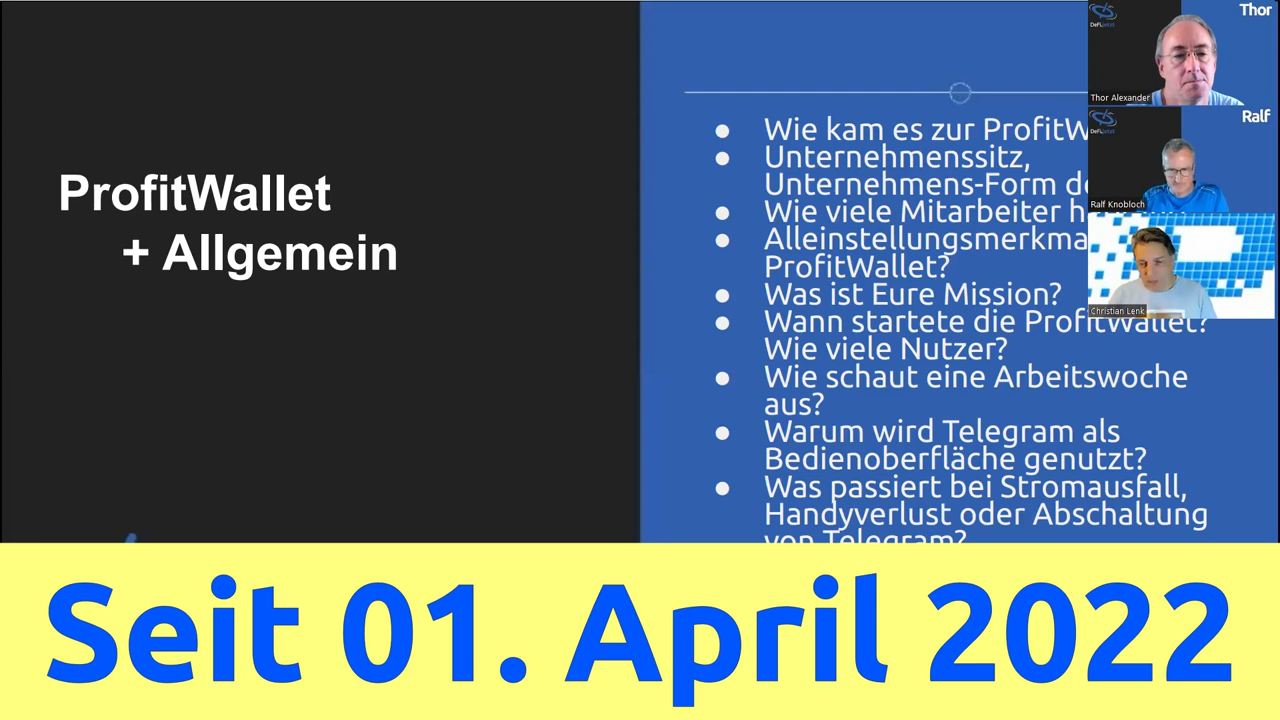 ProfitWallet
+ Allgemein
Wie kam es zur
Unternehmenssitz,
Unternehmens-Form
Wie viele Mitarbeiter
ProfitWallet?
Was ist Eure Mission?
Wann startete die ProfitWallet?
Wie viele Nutzer?
Wie schaut eine Arbeitswoche
aus?
Warum wird Telegram als
Bedienoberfläche genutzt?
Was passiert bei Stromausfall,
Handyverlust oder Abschaltung
von Telegram?
Thor
Thor Alexander
Ralf
Ralf Knobloch
Christian Lenk
Seit 01. April 2022